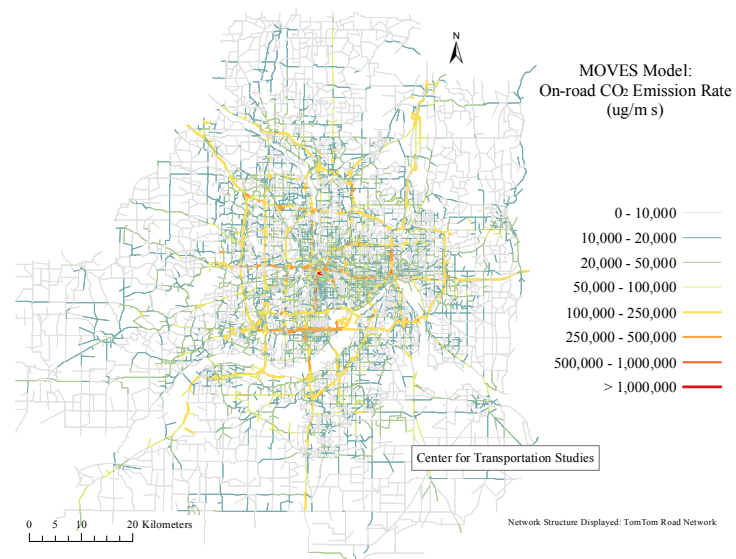 N
MOVES Model:
On-road CO2 Emission Rate
(ug/m s)
0 - 10,000
10,000 - 20,000
20,000 - 50,000
50,000 - 100,000
100,000 - 250,000
250,000 - 500,000
500,000 - 1,000,000
> 1,000,000
Center for Transportation Studies
0 5 10 20 Kilometers
Network Structure Displayed: TomTom Road Network